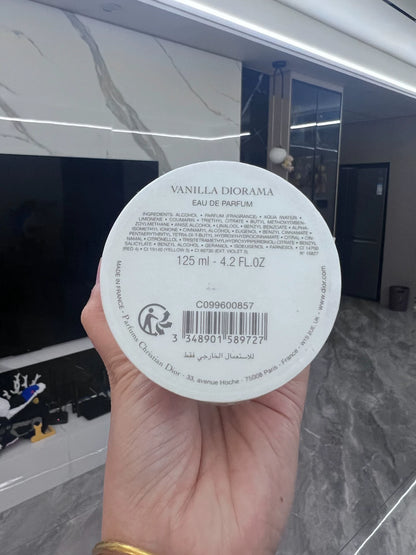 VANILLA DIORAMA
EAU DE PARFUM
INGREDIENTS: ALCOHOL • PARFUM (FRAGRANCE) • AQUA (WATER) •
LIMONENE • COUMARIN • TRIETHYL CITRATE • BUTYL METHOXYDIBEN-
ZOYLMETHANE • ANISE ALCOHOL • LINALOOL • BENZYL BENZOATE • ALPHA-
ISOMETHYL IONONE • CINNAMYL ALCOHOL • EUGENOL • BENZYL CINNAMATE •
PENTAERYTHRITYL TETRA-DI-T-BUTYL HYDROXYHYDROCINNAMATE • CITRAL •
CITRONELLOL • TRIS(TETRAMETHYLHYDROXYPIPERIDINOL) CITRATE • BENZYL
SALICYLATE • BENZYL ALCOHOL • GERANIOL • ISOEUGENOL • FARNESOL • CI 14700
(RED 4) • CI 19140 (YELLOW 5) • CI 60730 (EXT. VIOLET 2)
125 ml - 4.2 FL.OZ
C099600857
3 348901 589727
للاستعمال الخارجي فقط
MADE IN FRANCE - Parfums Christian Dior - 33, avenue Hoche - 75008 Paris - France - W1S 2UE, UK - www.dior.com